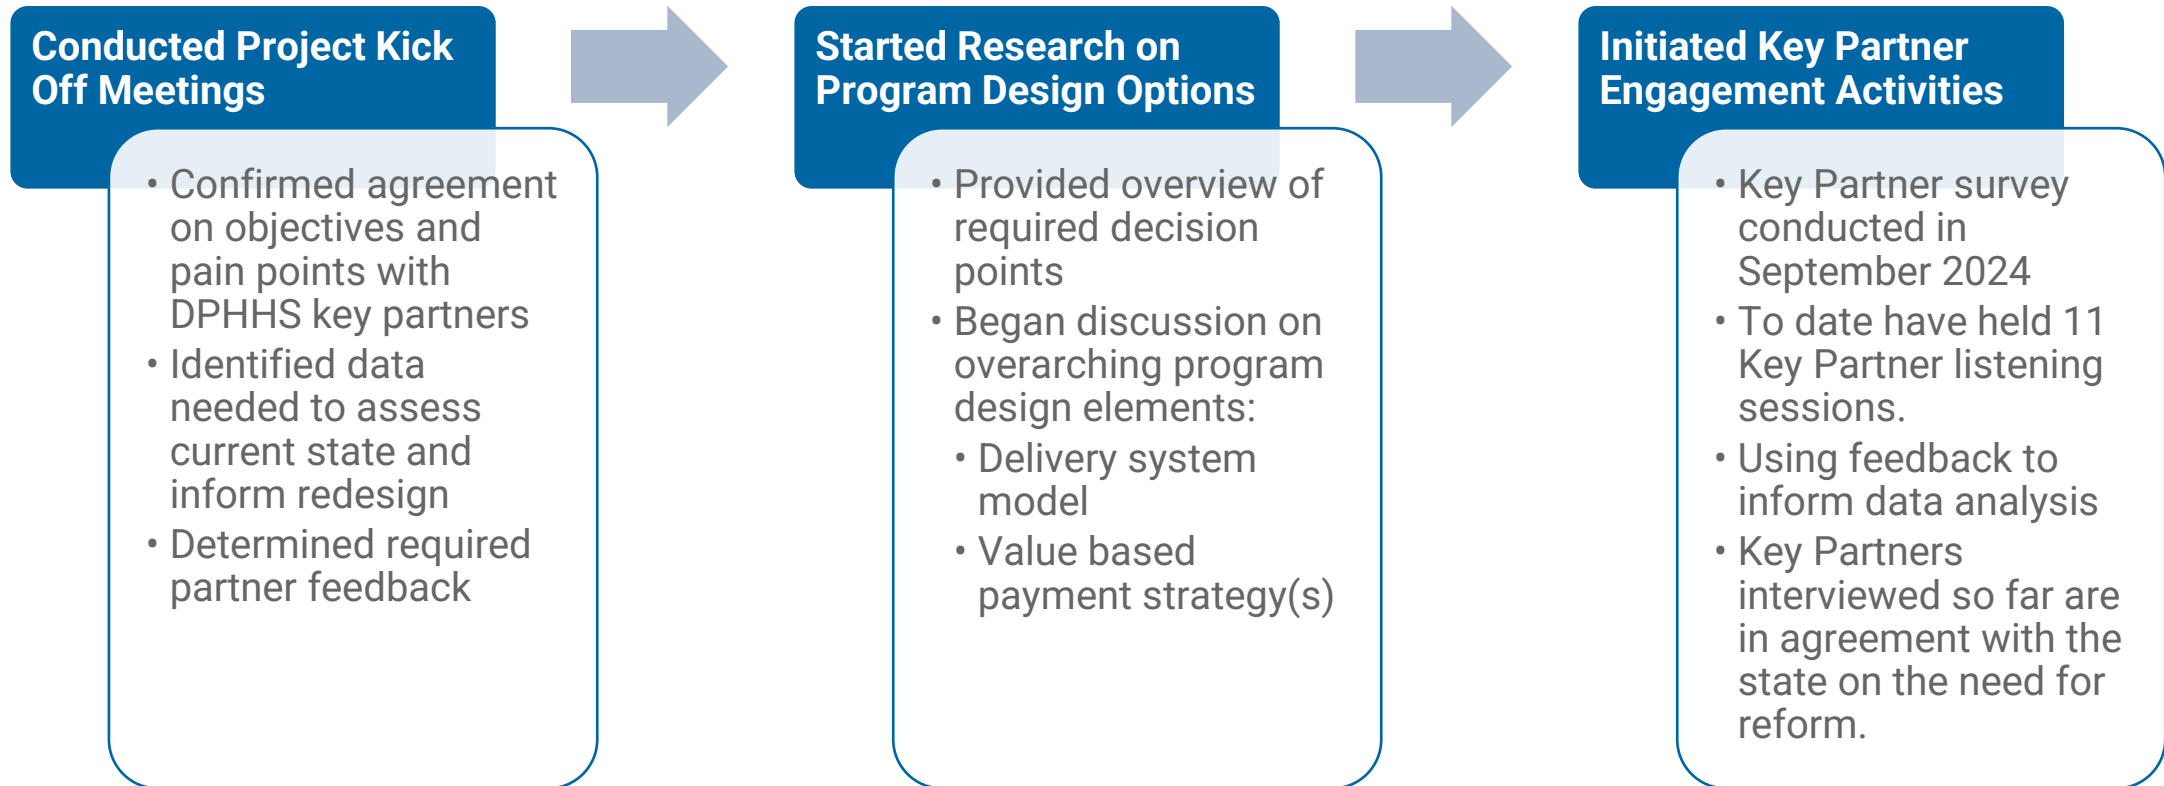 Conducted Project Kick
Off Meetings
• Confirmed agreement
on objectives and
pain points with
DPHHS key partners
• Identified data
needed to assess
current state and
inform redesign
• Determined required
partner feedback
Started Research on
Program Design Options
• Provided overview of
required decision
points
• Began discussion on
overarching program
design elements:
• Delivery system
model
• Value based
payment strategy(s)
Initiated Key Partner
Engagement Activities
• Key Partner survey
conducted in
September 2024
• To date have held 11
Key Partner listening
sessions.
• Using feedback to
inform data analysis
• Key Partners
interviewed so far are
in agreement with the
state on the need for
reform.